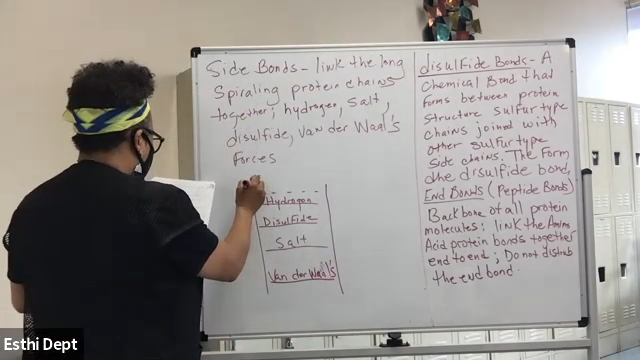 Side Bonds - link the long
Spiraling protein chains
together; hydrogen, Salt,
disulfide, Van der Waal's
Forces
Hydrogen
Disulfide
Salt
Van der Waal's
disulfide Bonds - A
Chemical Bond that
Forms between protein
structure sulfur type
chains joined with
other sulfur type
side chains. The Form
the disulfide bond,
End Bonds (Peptide Bonds)
Backbone of all protein
molecules; link the Amino
Acid protein bonds together
end to end; Do not disturb
the end bond.
Esthi Dept